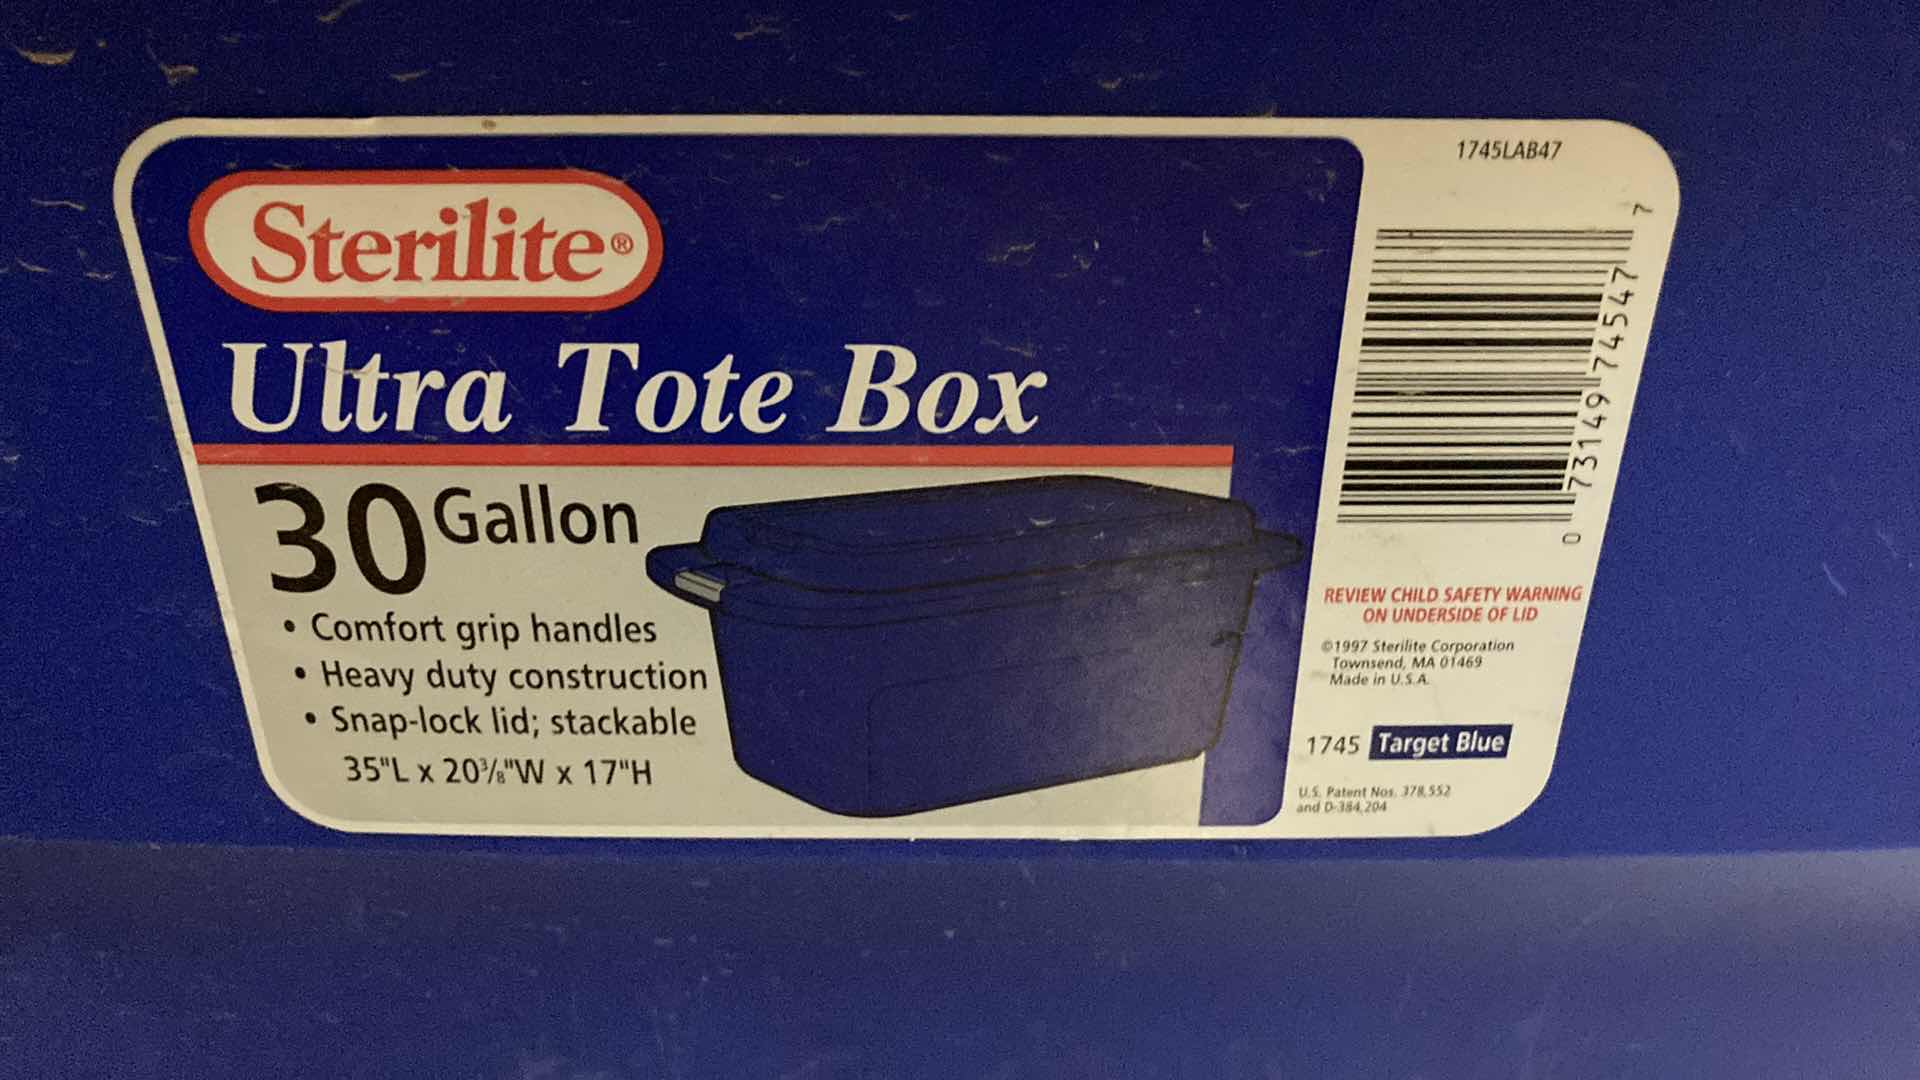 Sterilite®
Ultra Tote Box
30 Gallon
• Comfort grip handles
• Heavy duty construction
• Snap-lock lid; stackable
35"L x 20⅜"W x 17"H
1745LAB47
0 73149 74547 7
REVIEW CHILD SAFETY WARNING
ON UNDERSIDE OF LID
©1997 Sterilite Corporation
Townsend, MA 01469
Made in U.S.A.
1745 Target Blue
U.S. Patent Nos. 378,552
and D-384,204